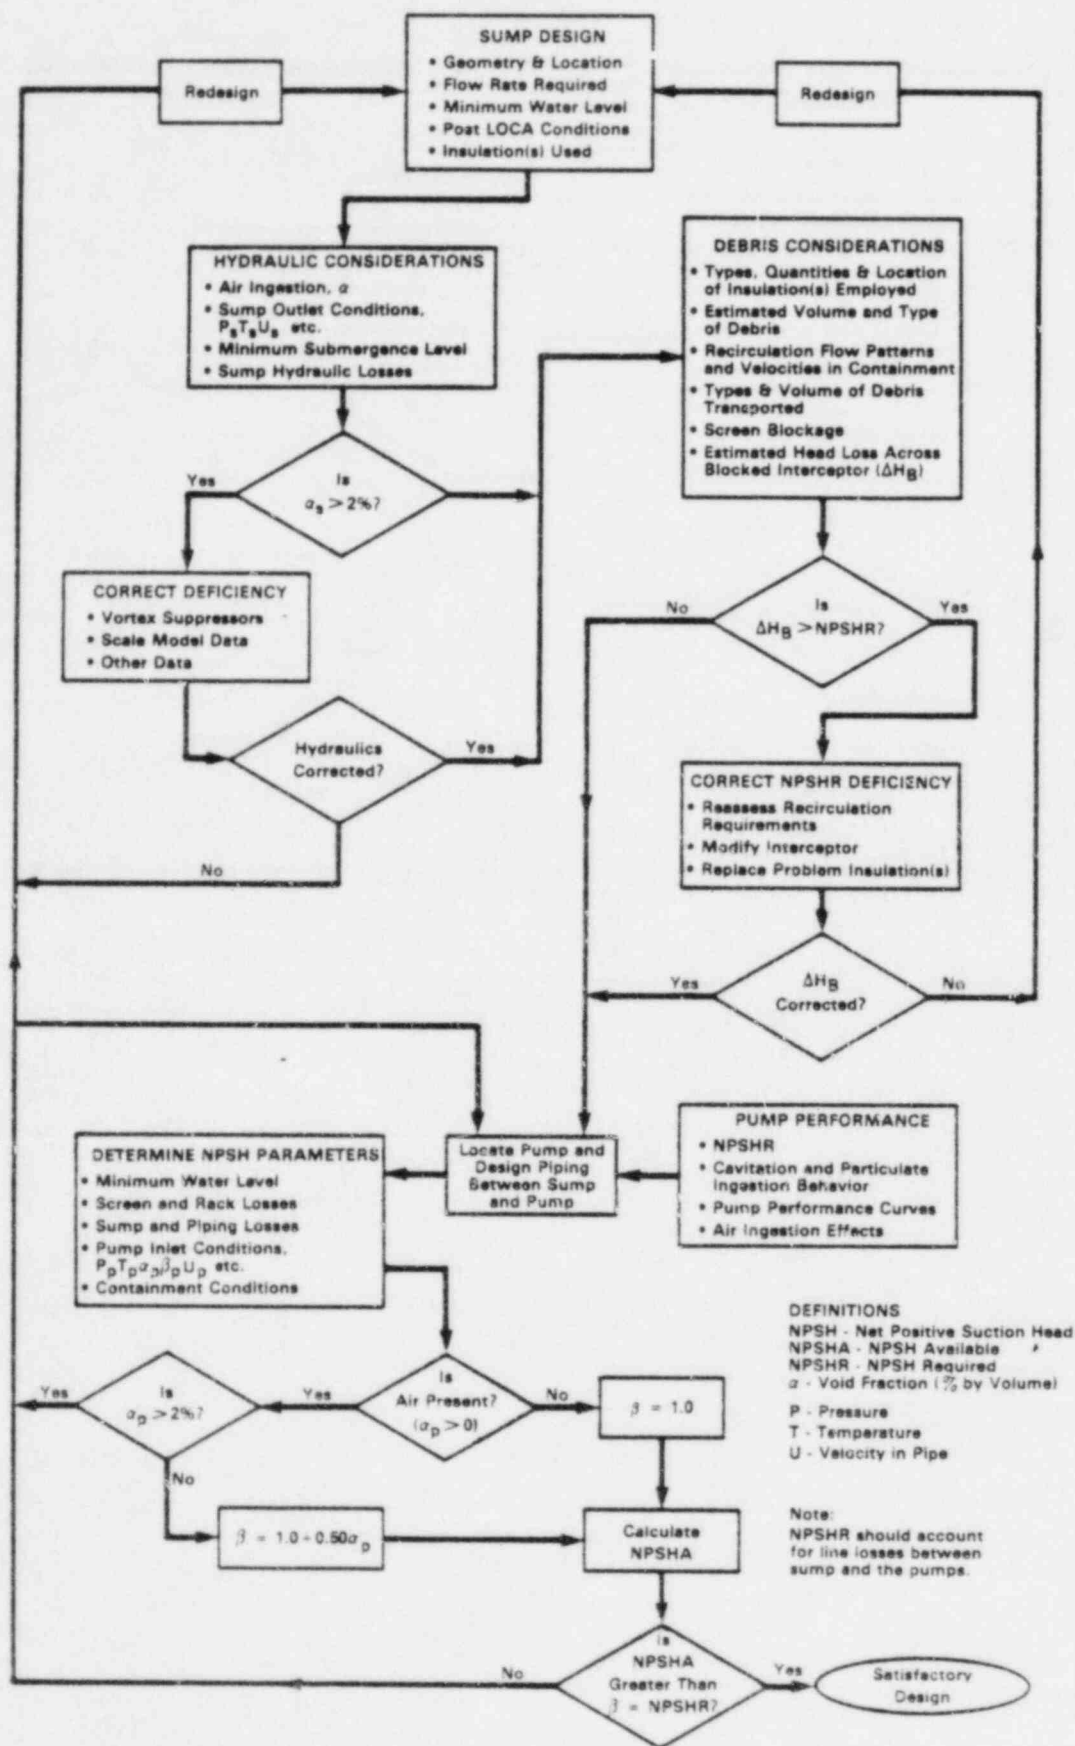 SUMP DESIGN
• Geometry & Location
• Flow Rate Required
• Minimum Water Level
• Post LOCA Conditions
• Insulation(s) Used
Redesign
Redesign
HYDRAULIC CONSIDERATIONS
• Air Ingestion, α
• Sump Outlet Conditions,
PsTsUs etc.
• Minimum Submergence Level
• Sump Hydraulic Losses
DEBRIS CONSIDERATIONS
• Types, Quantities & Location
of Insulation(s) Employed
• Estimated Volume and Type
of Debris
• Recirculation Flow Patterns
and Velocities in Containment
• Types & Volume of Debris
Transported
• Screen Blockage
• Estimated Head Loss Across
Blocked Interceptor (ΔHB)
Yes
Is
αs > 2%?
CORRECT DEFICIENCY
• Vortex Suppressors
• Scale Model Data
• Other Data
No
Is
ΔHB > NPSHR?
Yes
Hydraulics
Corrected?
Yes
No
CORRECT NPSHR DEFICIENCY
• Reassess Recirculation
Requirements
• Modify Interceptor
• Replace Problem Insulation(s)
Yes
ΔHB
Corrected?
No
DETERMINE NPSH PARAMETERS
• Minimum Water Level
• Screen and Rack Losses
• Sump and Piping Losses
• Pump Inlet Conditions,
PpTpαpβpUp etc.
• Containment Conditions
Locate Pump and
Design Piping
Between Sump
and Pump
PUMP PERFORMANCE
• NPSHR
• Cavitation and Particulate
Ingestion Behavior
• Pump Performance Curves
• Air Ingestion Effects
DEFINITIONS
NPSH - Net Positive Suction Head
NPSHA - NPSH Available
NPSHR - NPSH Required
α - Void Fraction (% by Volume)
P - Pressure
T - Temperature
U - Velocity in Pipe
Yes
Is
αp > 2%?
No
Yes
Is
Air Present?
(αp > 0)
No
β = 1.0
β = 1.0 + 0.50αp
Calculate
NPSHA
Note:
NPSHR should account
for line losses between
sump and the pumps.
No
Is
NPSHA
Greater Than
β = NPSHR?
Yes
Satisfactory
Design